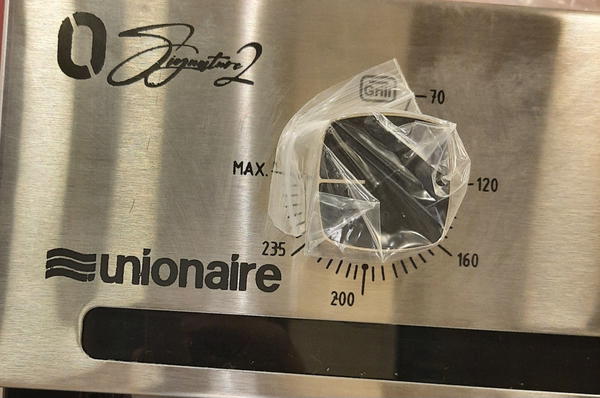 Signature 2
Grill
70
MAX.
120
235
160
200
unionaire